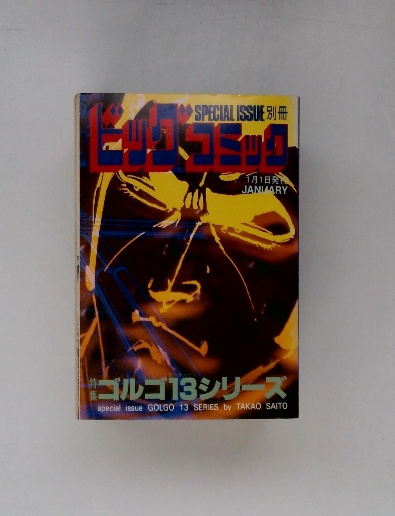 SPECIAL ISSUE 別冊
ビッグコミック
1月1日発行
JANUARY
特集 ゴルゴ13シリーズ
special issue GOLGO 13 SERIES by TAKAO SAITO